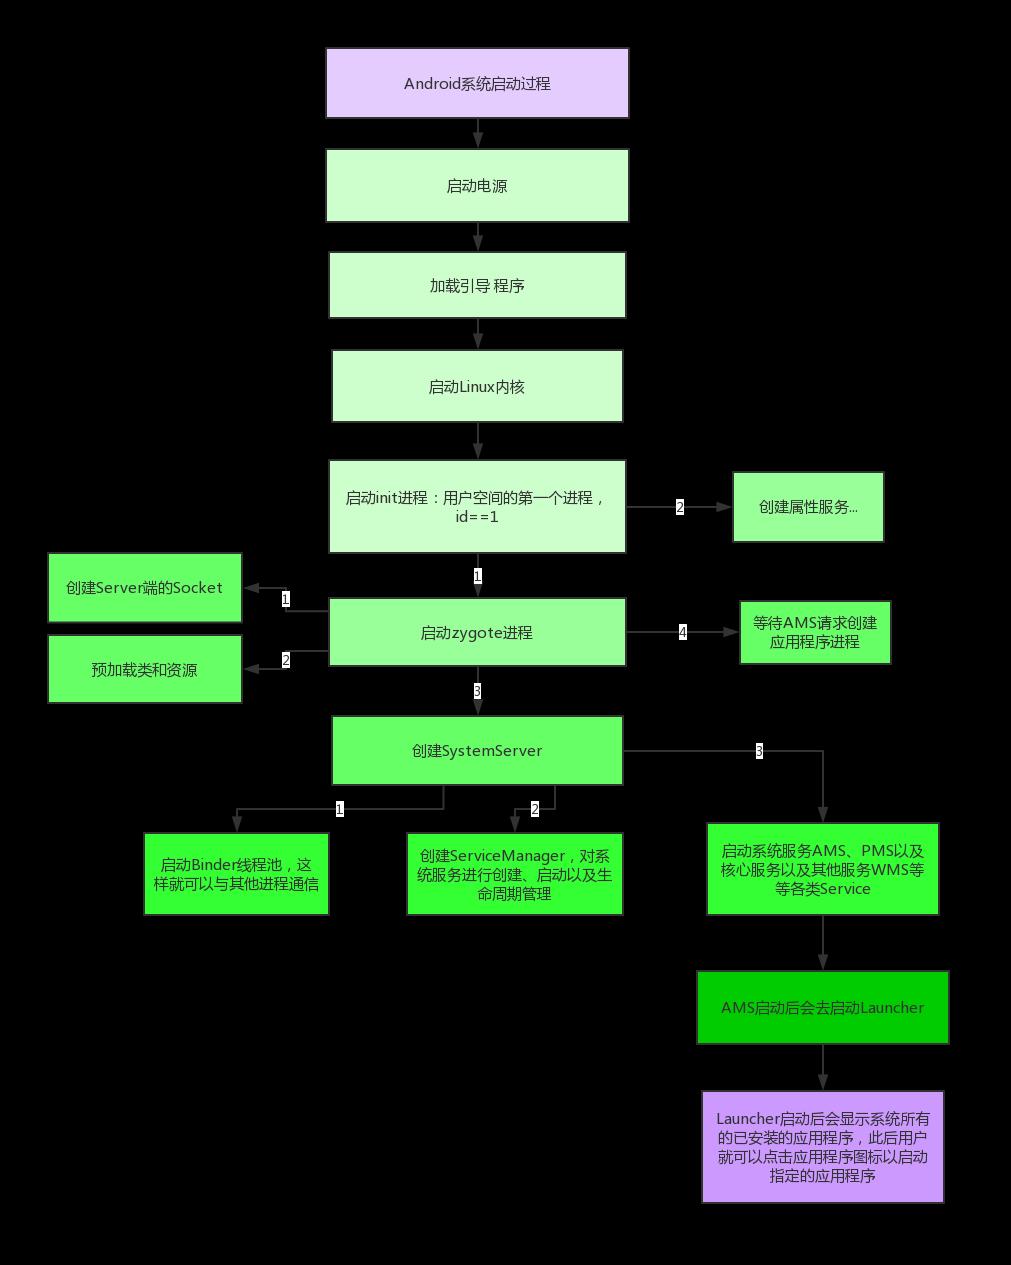 Android系统启动过程
启动电源
加载引导 程序
启动Linux内核
启动init进程：用户空间的第一个进程，
id==1
2
创建属性服务...
1
创建Server端的Socket
1
启动zygote进程
4
等待AMS请求创建
应用程序进程
预加载类和资源
2
3
创建SystemServer
3
1
2
启动Binder线程池，这
样就可以与其他进程通信
创建ServiceManager，对系
统服务进行创建、启动以及生
命周期管理
启动系统服务AMS、PMS以及
核心服务以及其他服务WMS等
等各类Service
AMS启动后会去启动Launcher
Launcher启动后会显示系统所有
的已安装的应用程序，此后用户
就可以点击应用程序图标以启动
指定的应用程序